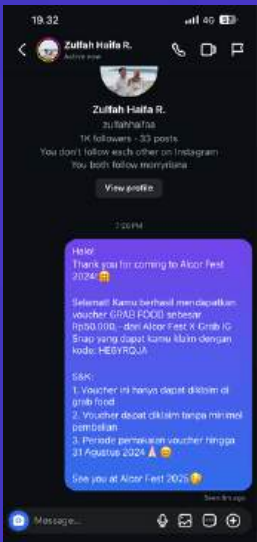 19.32
4G
Zulfah Haifa R.
Active now
Zulfah Haifa R.
zulfahhaifaa
1K followers · 33 posts
You don't follow each other on Instagram
You both follow merryriana
View profile
7:20 PM
Halo!
Thank you for coming to Alcor Fest
2024!
Selamat! Kamu berhasil mendapatkan
voucher GRAB FOOD sebesar
Rp50.000,- dari Alcor Fest X Grab IG
Snap yang dapat kamu klaim dengan
kode:
S&K:
1. Voucher ini hanya dapat diklaim di
grab food
2. Voucher dapat diklaim tanpa minimal
pembelian
3. Periode pemakaian voucher hingga
31 Agustus 2024
See you at Alcor Fest 2025
Seen
Message...